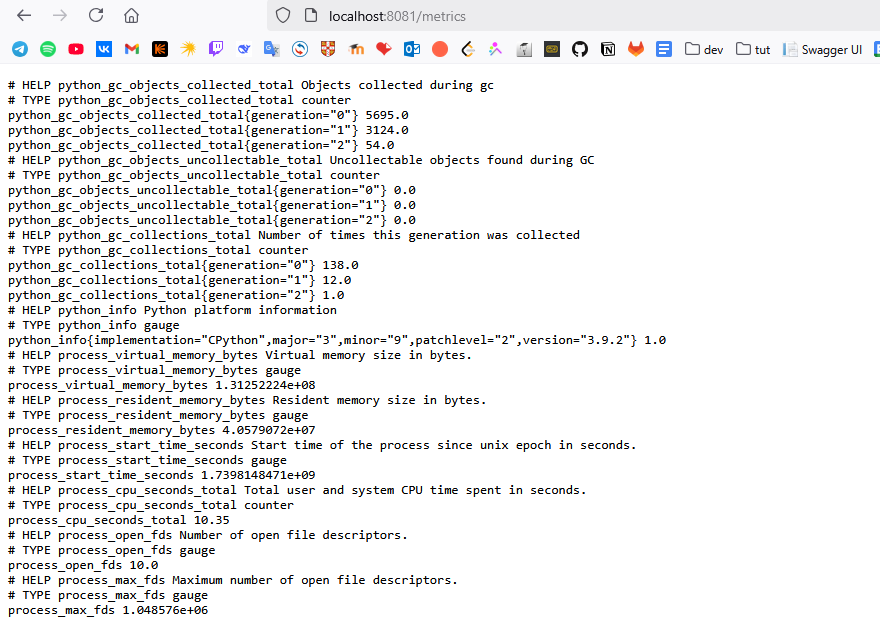 localhost:8081/metrics
dev
tut
Swagger UI
# HELP python_gc_objects_collected_total Objects collected during gc
# TYPE python_gc_objects_collected_total counter
python_gc_objects_collected_total{generation="0"} 5695.0
python_gc_objects_collected_total{generation="1"} 3124.0
python_gc_objects_collected_total{generation="2"} 54.0
# HELP python_gc_objects_uncollectable_total Uncollectable objects found during GC
# TYPE python_gc_objects_uncollectable_total counter
python_gc_objects_uncollectable_total{generation="0"} 0.0
python_gc_objects_uncollectable_total{generation="1"} 0.0
python_gc_objects_uncollectable_total{generation="2"} 0.0
# HELP python_gc_collections_total Number of times this generation was collected
# TYPE python_gc_collections_total counter
python_gc_collections_total{generation="0"} 138.0
python_gc_collections_total{generation="1"} 12.0
python_gc_collections_total{generation="2"} 1.0
# HELP python_info Python platform information
# TYPE python_info gauge
python_info{implementation="CPython",major="3",minor="9",patchlevel="2",version="3.9.2"} 1.0
# HELP process_virtual_memory_bytes Virtual memory size in bytes.
# TYPE process_virtual_memory_bytes gauge
process_virtual_memory_bytes 1.31252224e+08
# HELP process_resident_memory_bytes Resident memory size in bytes.
# TYPE process_resident_memory_bytes gauge
process_resident_memory_bytes 4.0579072e+07
# HELP process_start_time_seconds Start time of the process since unix epoch in seconds.
# TYPE process_start_time_seconds gauge
process_start_time_seconds 1.7398148471e+09
# HELP process_cpu_seconds_total Total user and system CPU time spent in seconds.
# TYPE process_cpu_seconds_total counter
process_cpu_seconds_total 10.35
# HELP process_open_fds Number of open file descriptors.
# TYPE process_open_fds gauge
process_open_fds 10.0
# HELP process_max_fds Maximum number of open file descriptors.
# TYPE process_max_fds gauge
process_max_fds 1.048576e+06